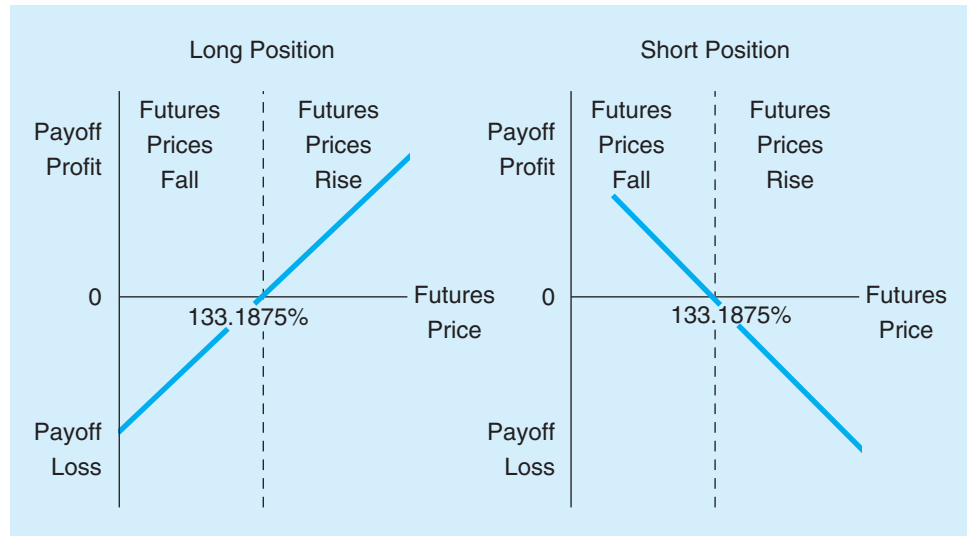 Long Position
Futures
Prices
Fall
Futures
Prices
Rise
Payoff
Profit
0
133.1875%
Futures
Price
Payoff
Loss
Short Position
Futures
Prices
Fall
Futures
Prices
Rise
Payoff
Profit
0
133.1875%
Futures
Price
Payoff
Loss